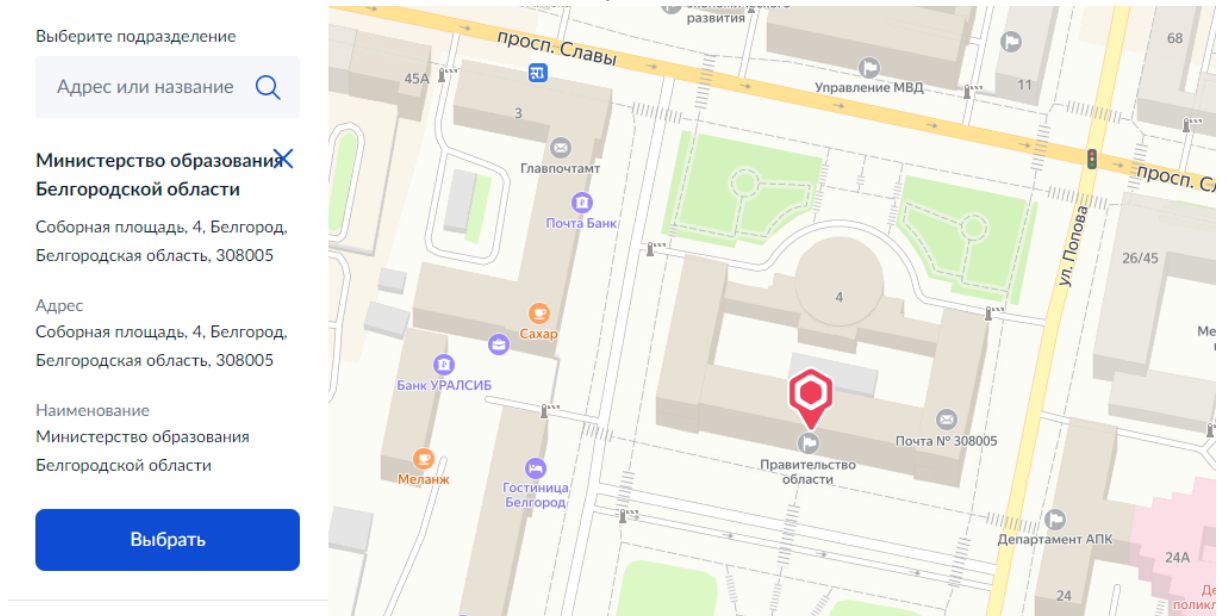 Выберите подразделение
Адрес или название
Министерство образования
Белгородской области
Соборная площадь, 4, Белгород,
Белгородская область, 308005
Адрес
Соборная площадь, 4, Белгород,
Белгородская область, 308005
Наименование
Министерство образования
Белгородской области
Выбрать
развития
просп. Славы
68
45А
Управление МВД
11
3
Главпочтамт
просп. С
Почта Банк
ул. Попова
26/45
4
Сахар
Ме
Банк УРАЛСИБ
Почта № 308005
Правительство
области
Меланж
Гостиница
Белгород
Департамент АПК
24А
24
Де
полик